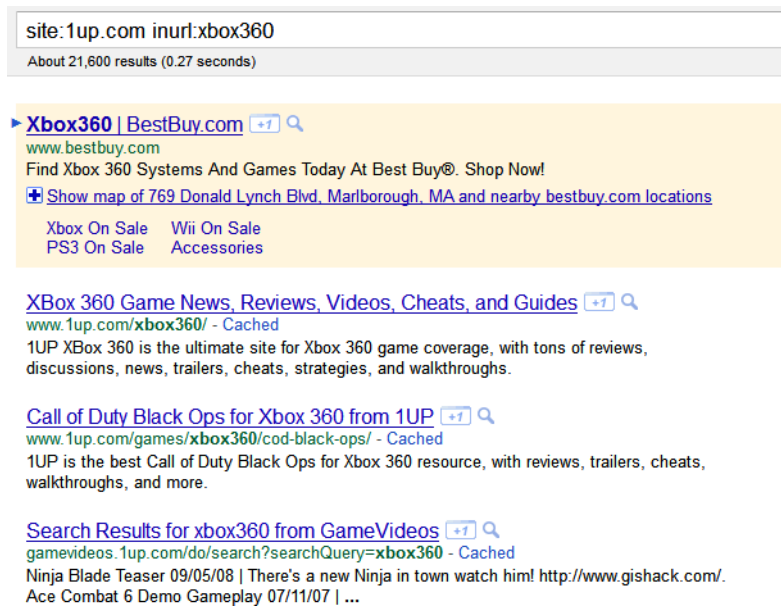 site:1up.com inurl:xbox360
About 21,600 results (0.27 seconds)
Xbox360 | BestBuy.com +1
www.bestbuy.com
Find Xbox 360 Systems And Games Today At Best Buy®. Shop Now!
Show map of 769 Donald Lynch Blvd, Marlborough, MA and nearby bestbuy.com locations
Xbox On Sale Wii On Sale
PS3 On Sale Accessories
XBox 360 Game News, Reviews, Videos, Cheats, and Guides +1
www.1up.com/xbox360/ - Cached
1UP XBox 360 is the ultimate site for Xbox 360 game coverage, with tons of reviews,
discussions, news, trailers, cheats, strategies, and walkthroughs.
Call of Duty Black Ops for Xbox 360 from 1UP +1
www.1up.com/games/xbox360/cod-black-ops/ - Cached
1UP is the best Call of Duty Black Ops for Xbox 360 resource, with reviews, trailers, cheats,
walkthroughs, and more.
Search Results for xbox360 from GameVideos +1
gamevideos.1up.com/do/search?searchQuery=xbox360 - Cached
Ninja Blade Teaser 09/05/08 | There's a new Ninja in town watch him! http://www.gishack.com/.
Ace Combat 6 Demo Gameplay 07/11/07 | ...